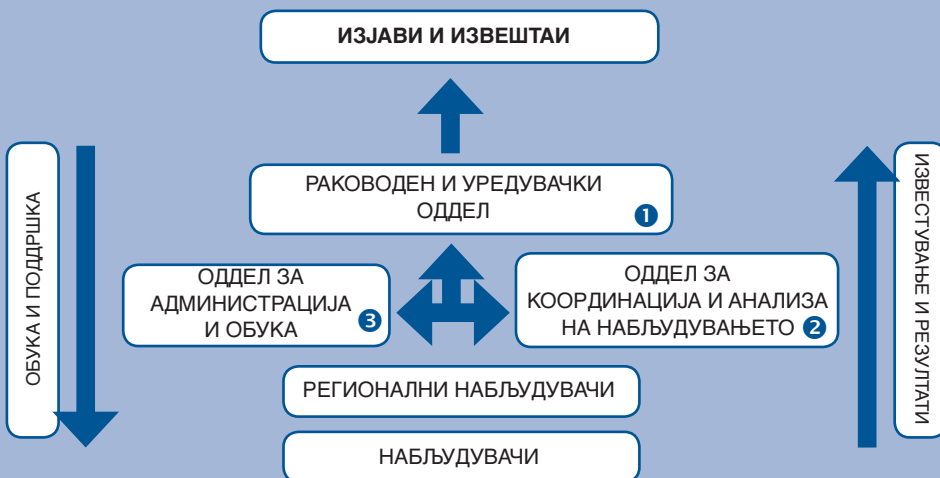 ИЗЈАВИ И ИЗВЕШТАИ
ОБУКА И ПОДДРШКА
РАКОВОДЕН И УРЕДУВАЧКИ
ОДДЕЛ 1
ОДДЕЛ ЗА
АДМИНИСТРАЦИЈА
И ОБУКА 3
ОДДЕЛ ЗА
КООРДИНАЦИЈА И АНАЛИЗА
НА НАБЉУДУВАЊЕТО 2
РЕГИОНАЛНИ НАБЉУДУВАЧИ
НАБЉУДУВАЧИ
ИЗВЕСТУВАЊЕ И РЕЗУЛТАТИ